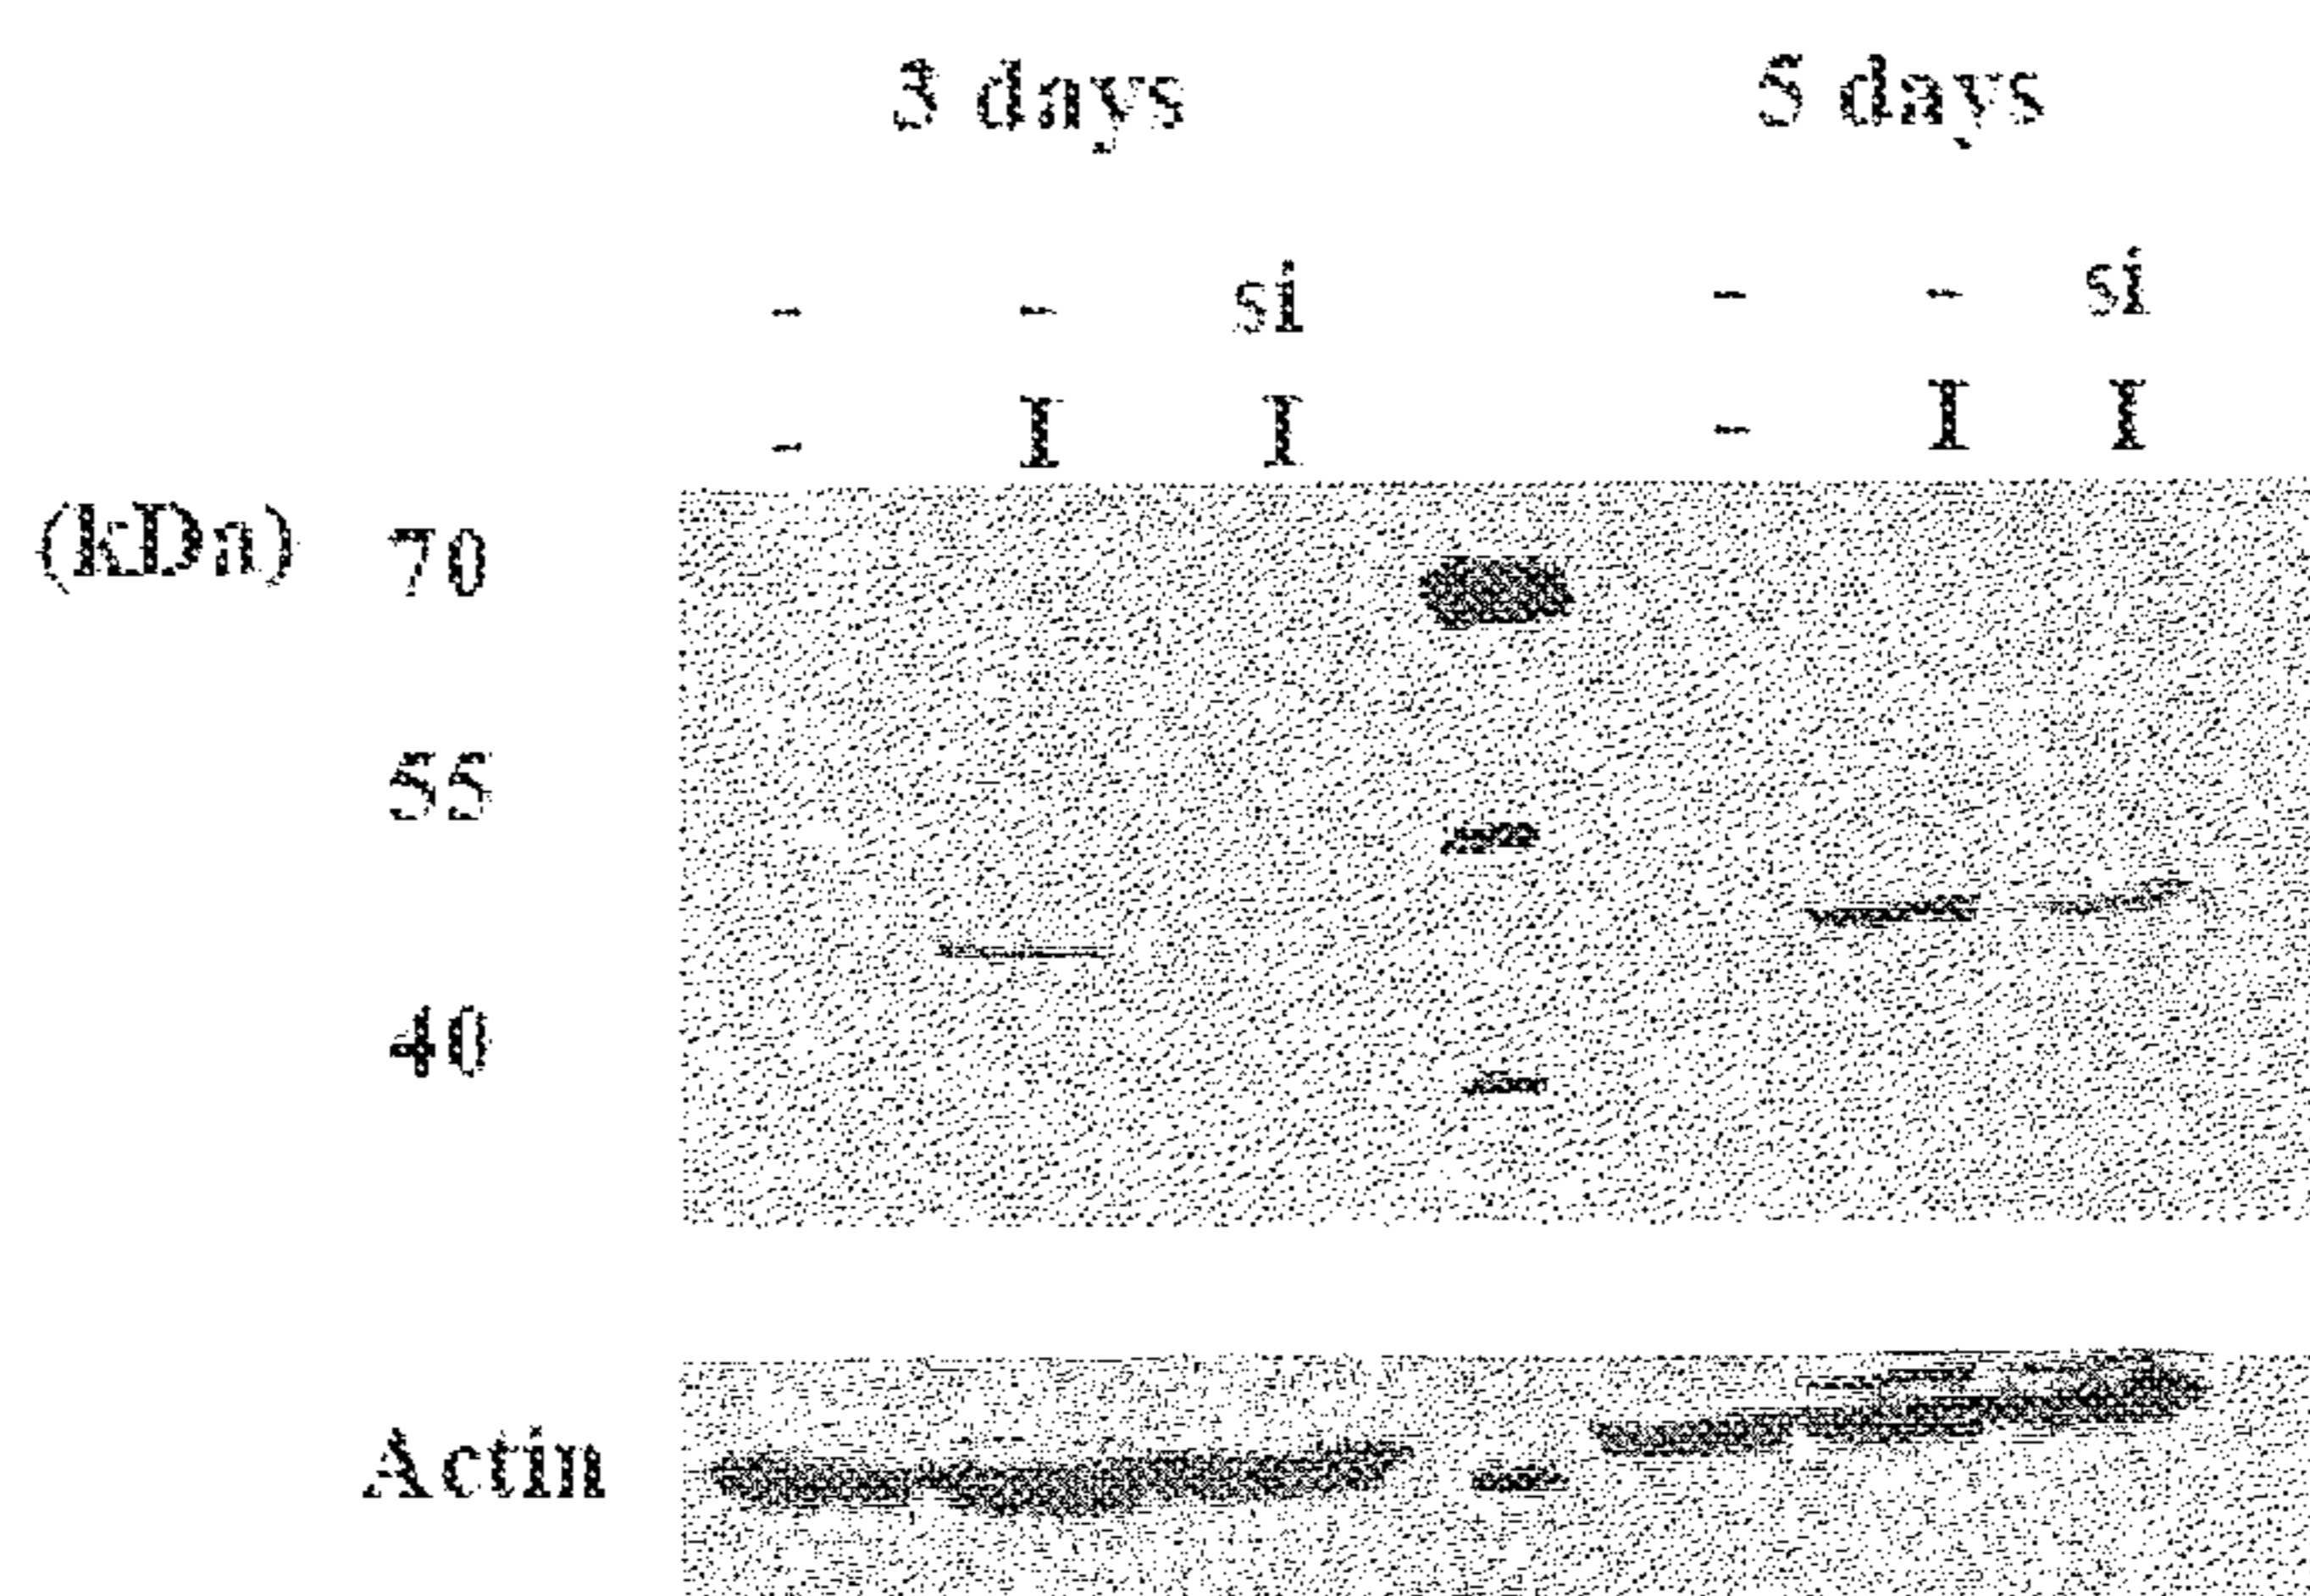 3 days 5 days
- - si - - si
- I I - I I
(kDa) 70
55
40
Actin